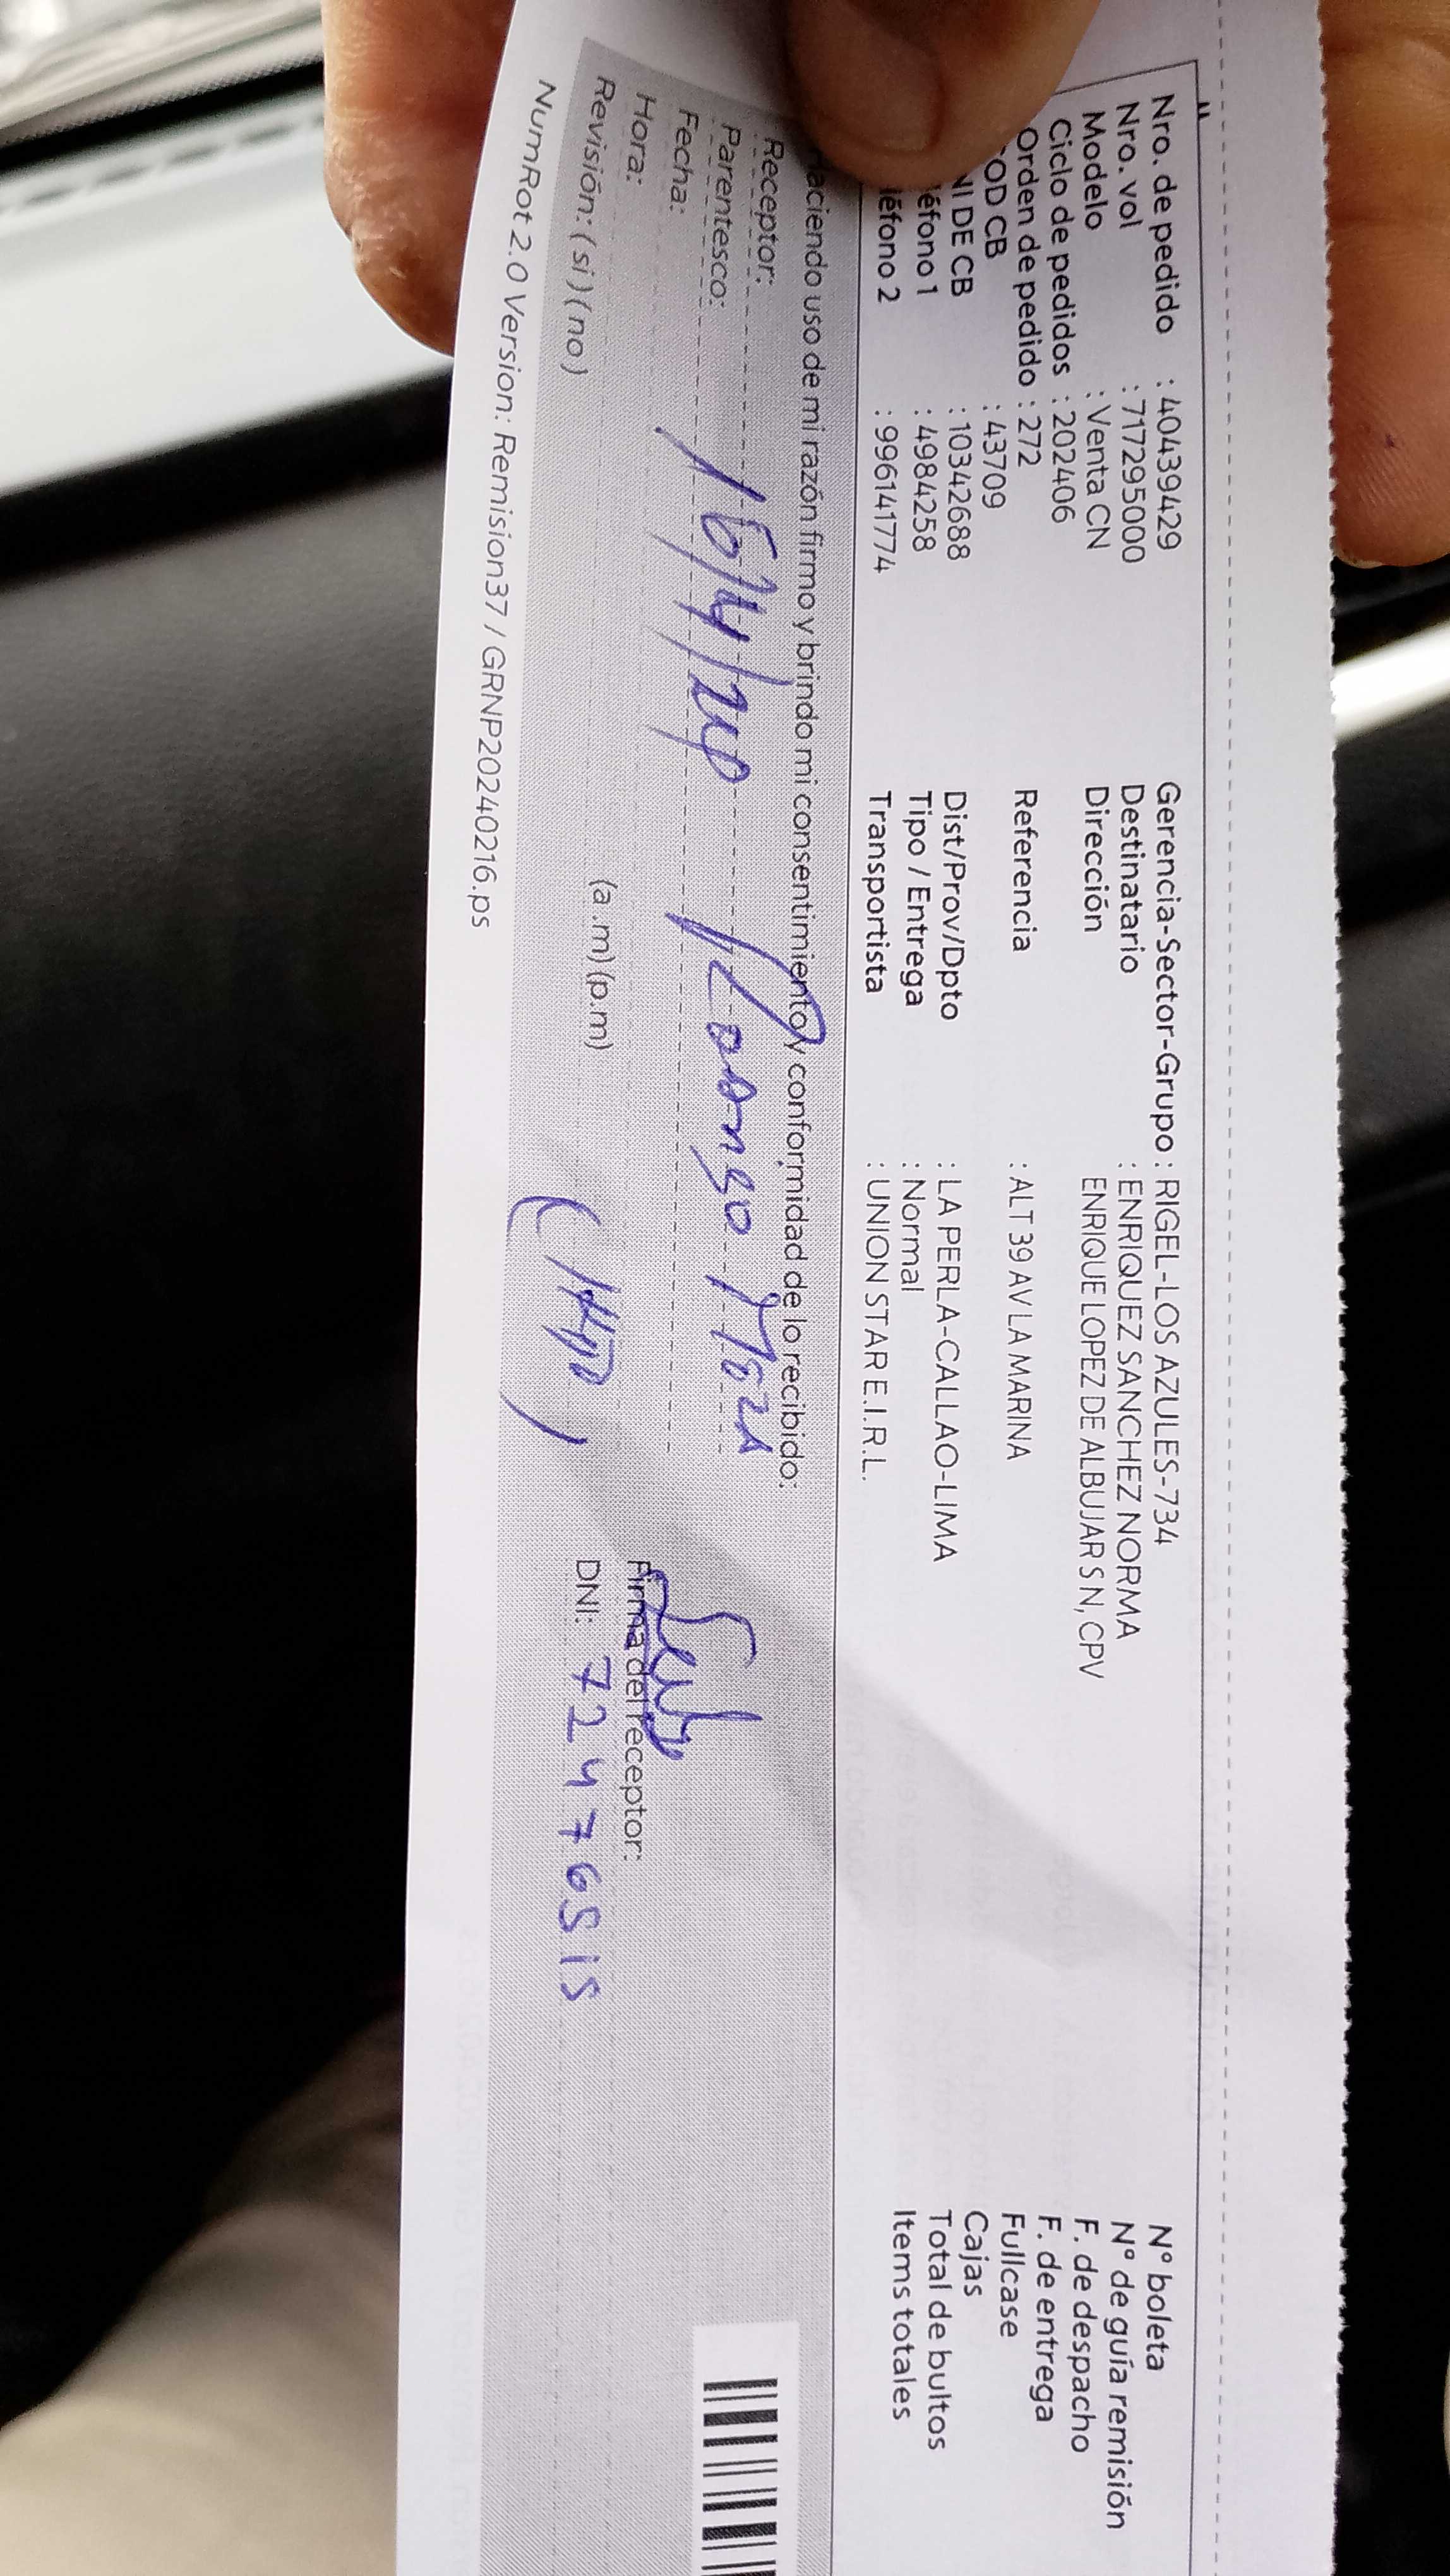 Nro. de pedido : 40439429
Nro. vol : 717295000
Modelo : Venta CN
Ciclo de pedidos : 202406
Orden de pedido : 272
OD CB : 43709
NI DE CB : 10342688
éfono 1 : 4984258
léfono 2 : 996141774
Gerencia-Sector-Grupo : RIGEL-LOS AZULES-734
Destinatario : ENRIQUEZ SANCHEZ NORMA
Dirección ENRIQUE LOPEZ DE ALBUJAR S N, CPV
Referencia : ALT 39 AV LA MARINA
Dist/Prov/Dpto : LA PERLA-CALLAO-LIMA
Tipo / Entrega : Normal
Transportista : UNION STAR E.I.R.L.
N° boleta
N° de guía remisión
F. de despacho
F. de entrega
Fullcase
Cajas
Total de bultos
Items totales
Haciendo uso de mi razón firmo y brindo mi consentimiento y conformidad de lo recibido:
Receptor:
Parentesco:
Fecha:
Hora: (a.m) (p.m)
Revisión: ( si ) ( no )
Firma del receptor:
DNI: 72476515
NumRot 2.0 Version: Remision37 / GRNP20240216.ps